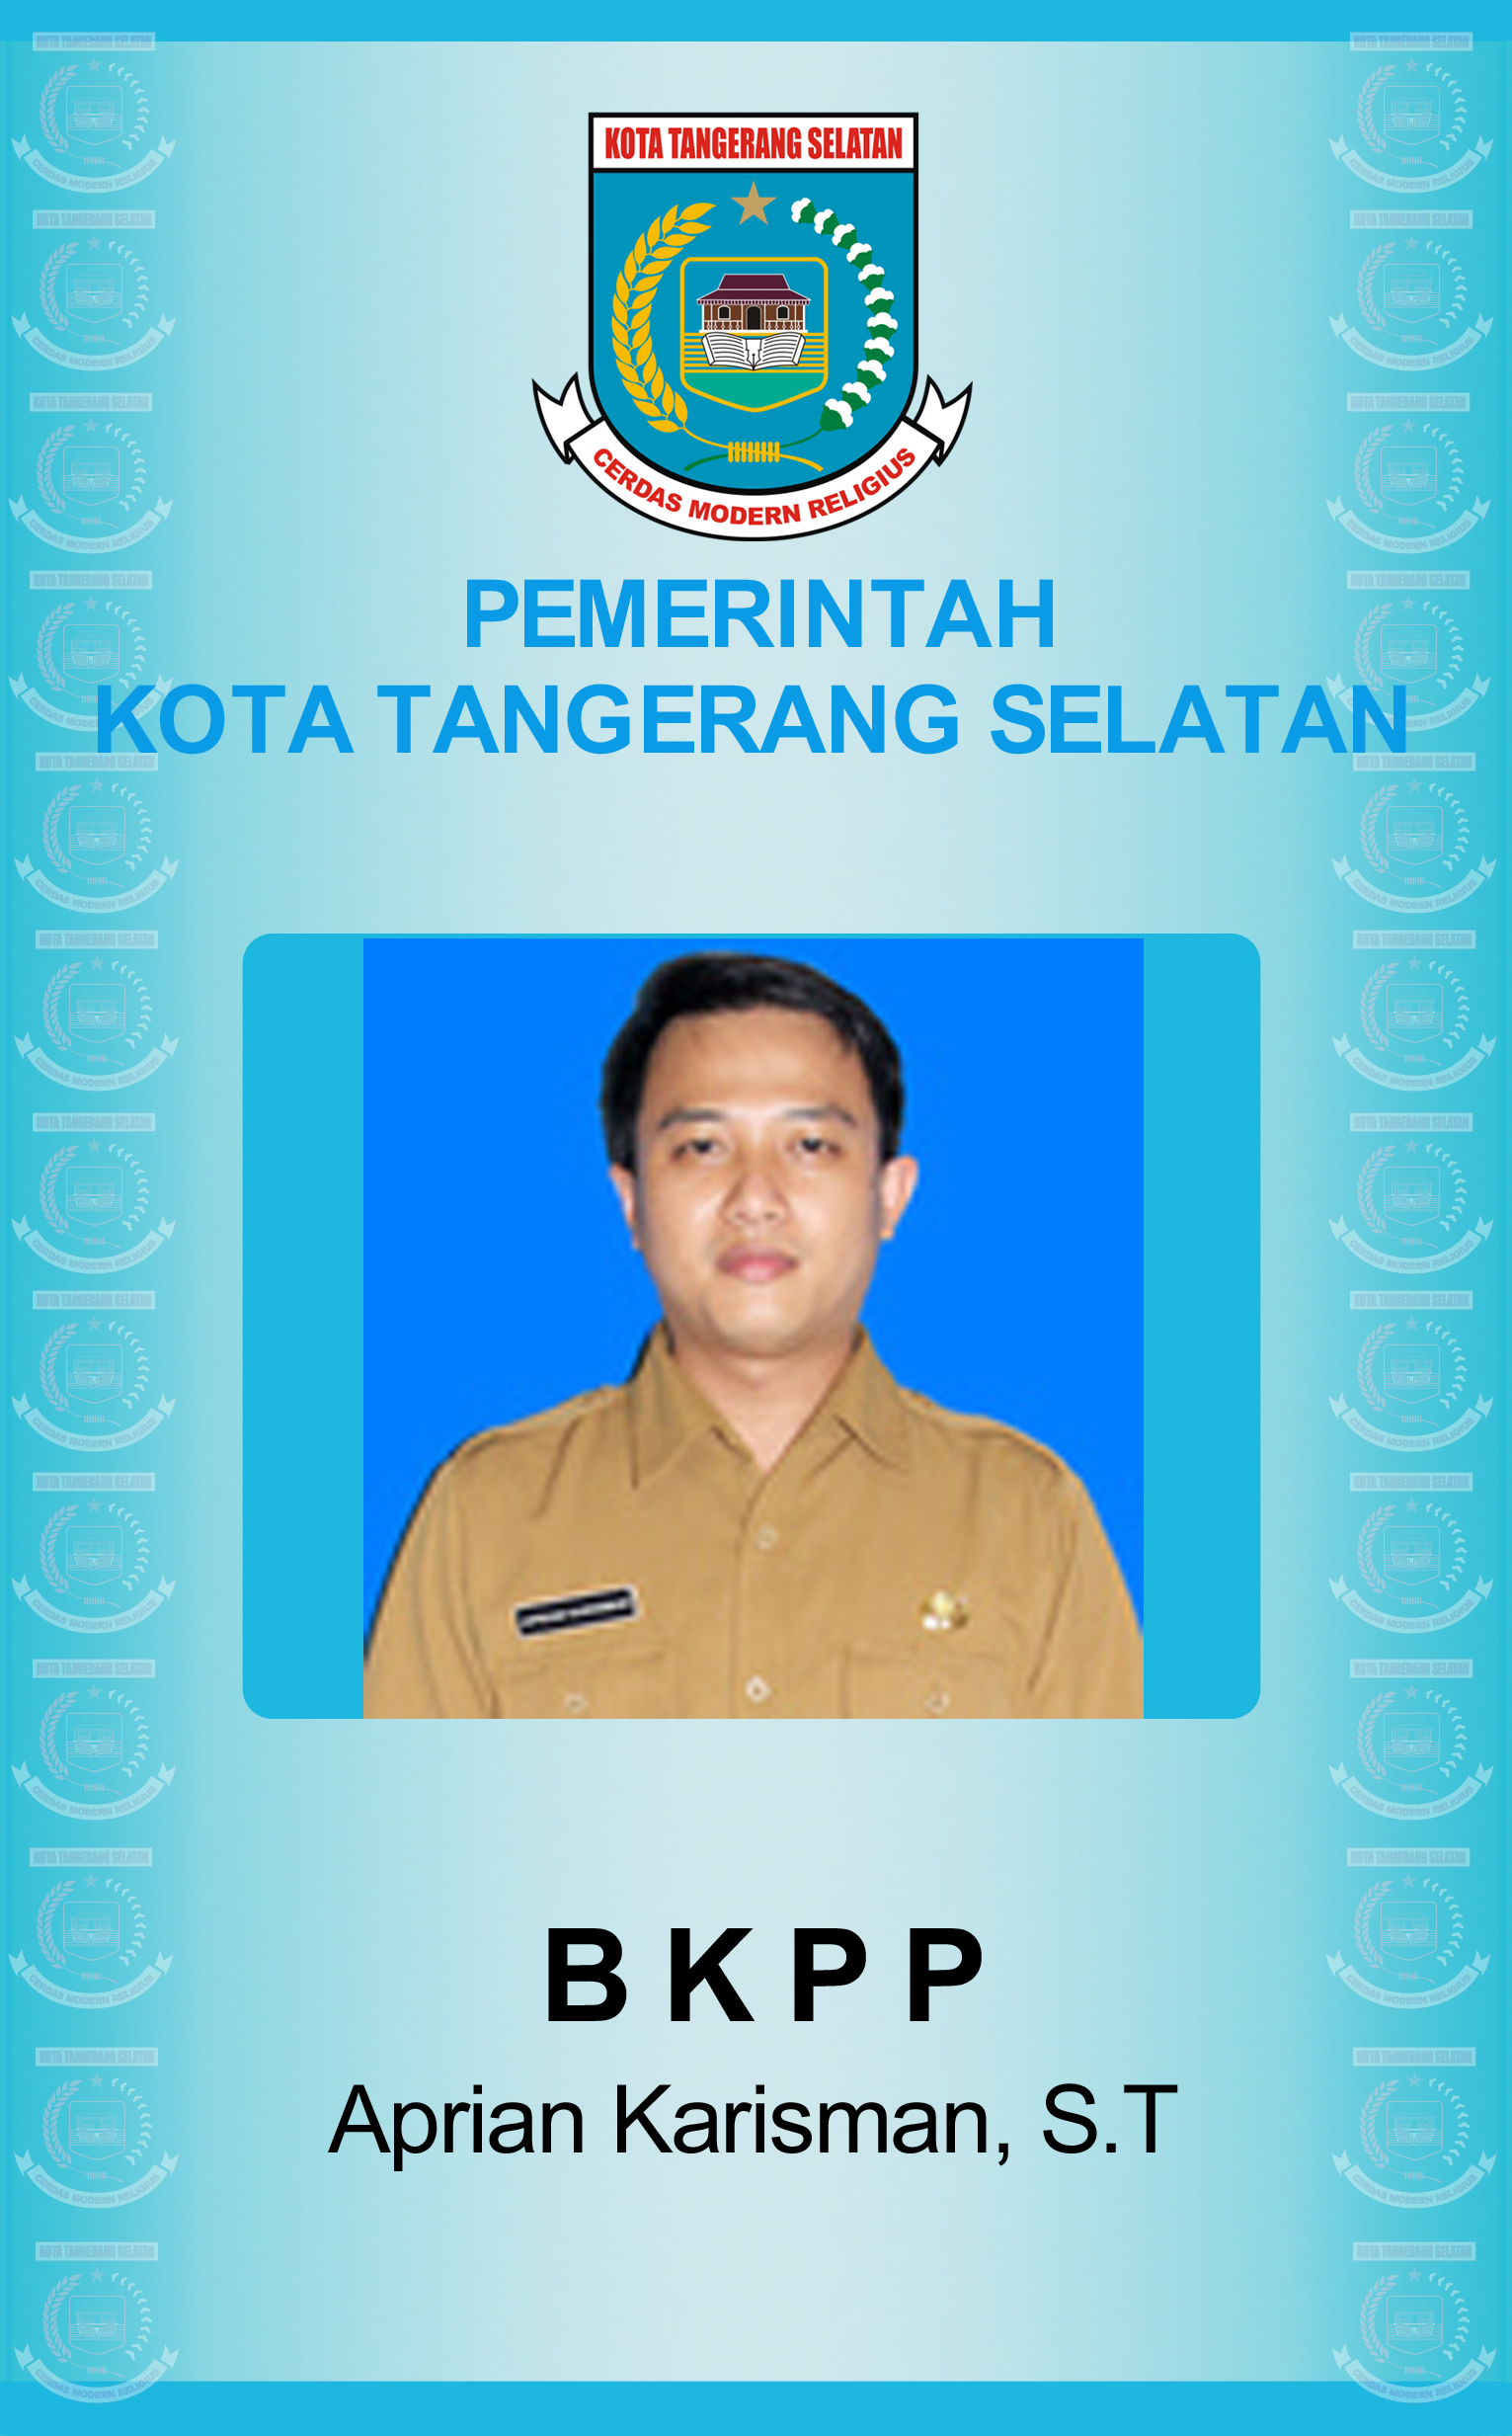 KOTA TANGERANG SELATAN
CERDAS MODERN RELIGIUS
PEMERINTAH
KOTA TANGERANG SELATAN
B K P P
Aprian Karisman, S.T